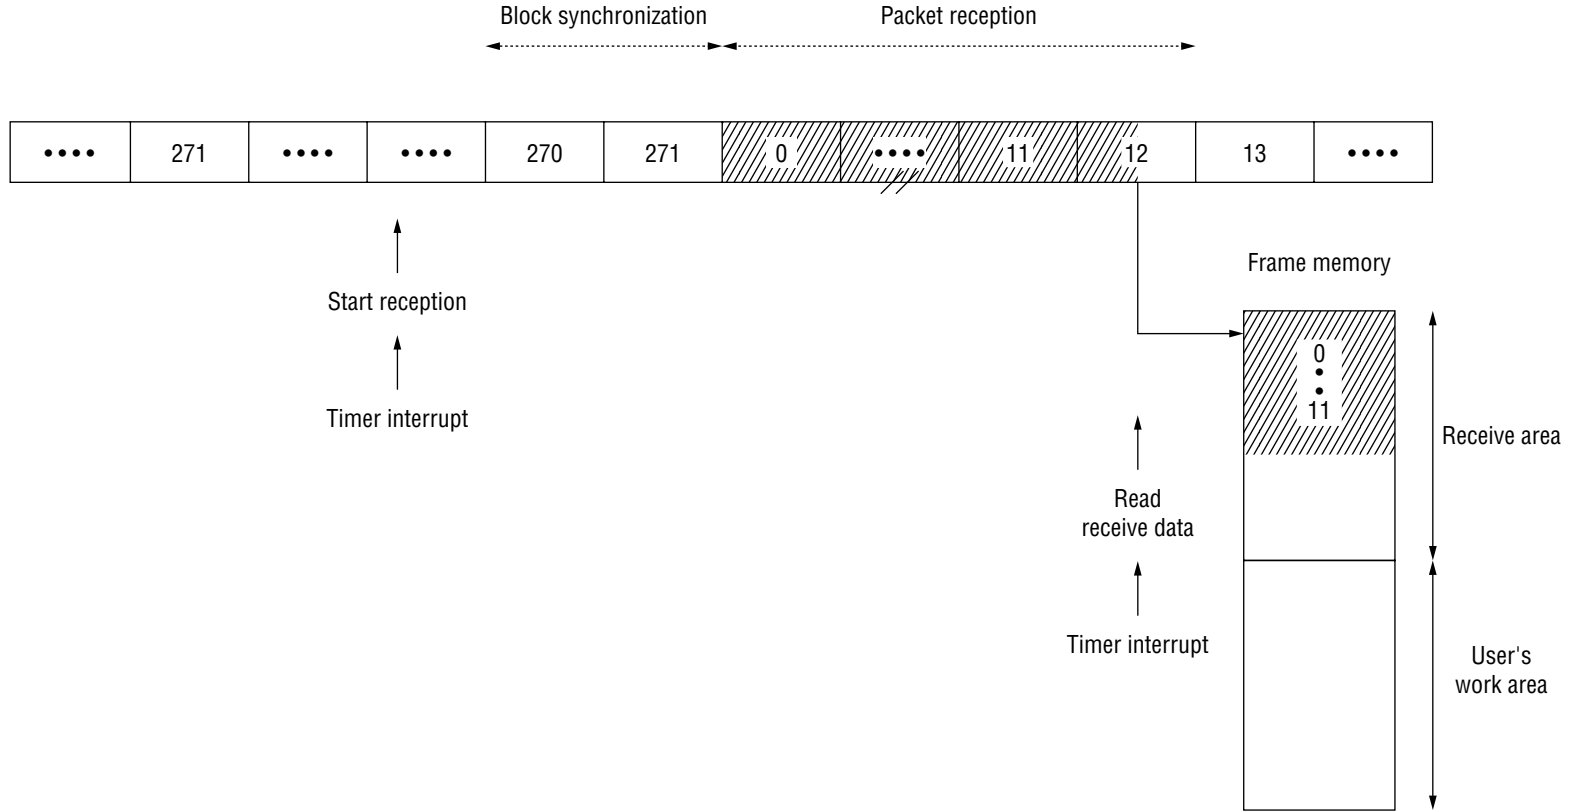 Block synchronization
Packet reception
•••• 271 •••• •••• 270 271 0 •••• 11 12 13 ••••
Start reception
Timer interrupt
Frame memory
0
•
•
11
Receive area
Read
receive data
Timer interrupt
User's
work area